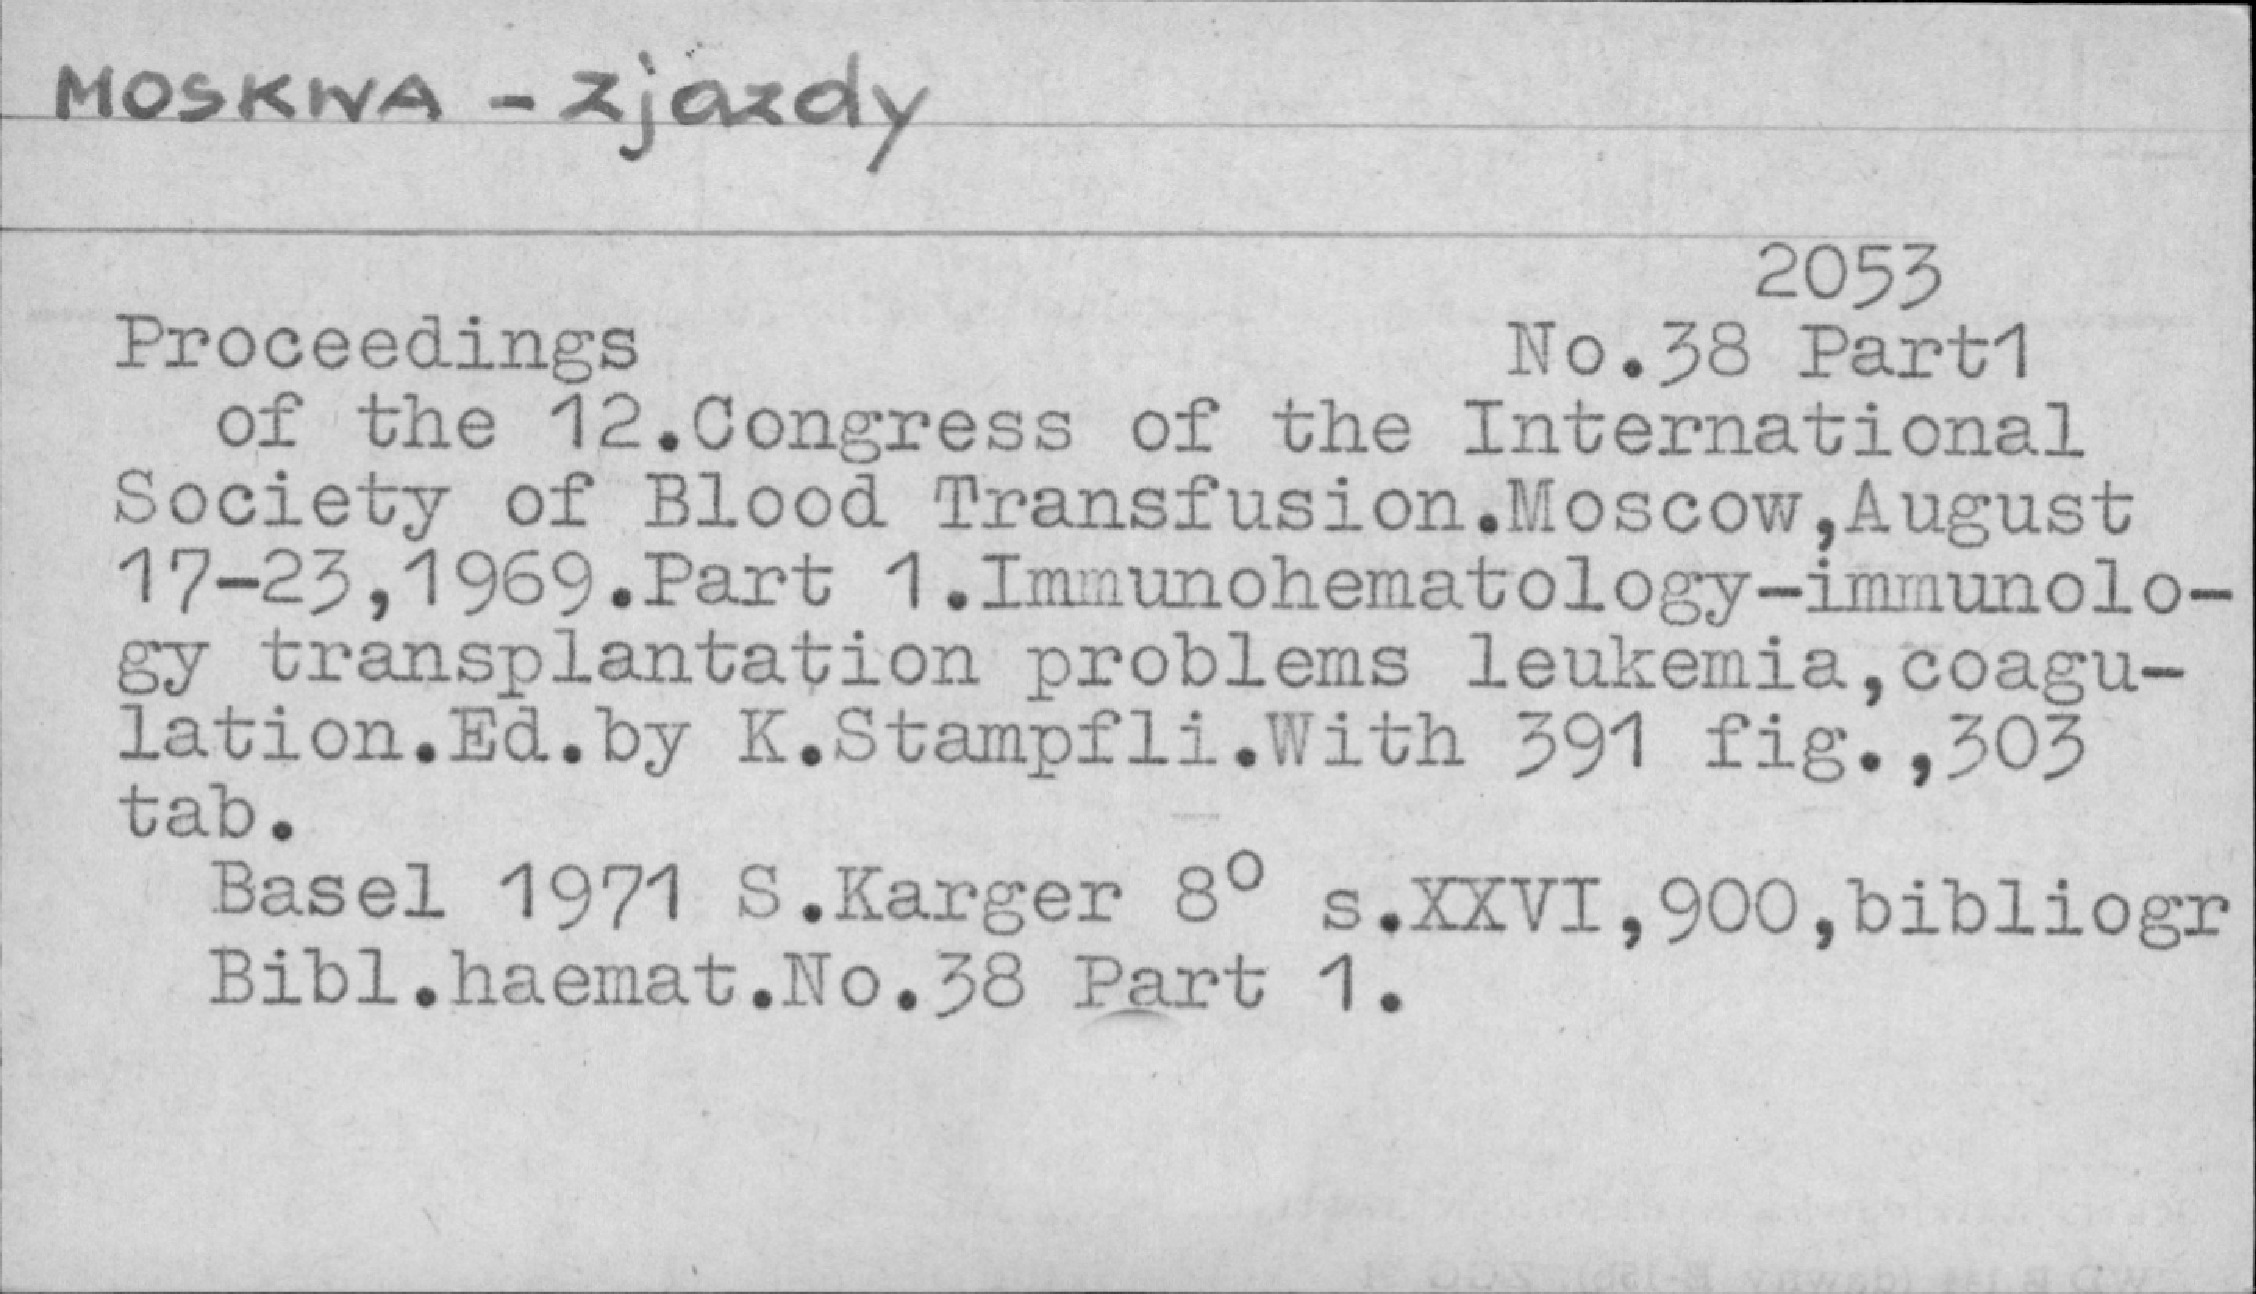 MOSKWA - zjazdy
2053
Proceedings No.38 Part1
of the 12.Congress of the International
Society of Blood Transfusion.Moscow,August
17-23,1969.Part 1.Immunohematology-immunolo-
gy transplantation problems leukemia,coagu-
lation.Ed.by K.Stampfli.With 391 fig.,303
tab.
Basel 1971 S.Karger 8° s.XXVI,900,bibliogr
Bibl.haemat.No.38 Part 1.